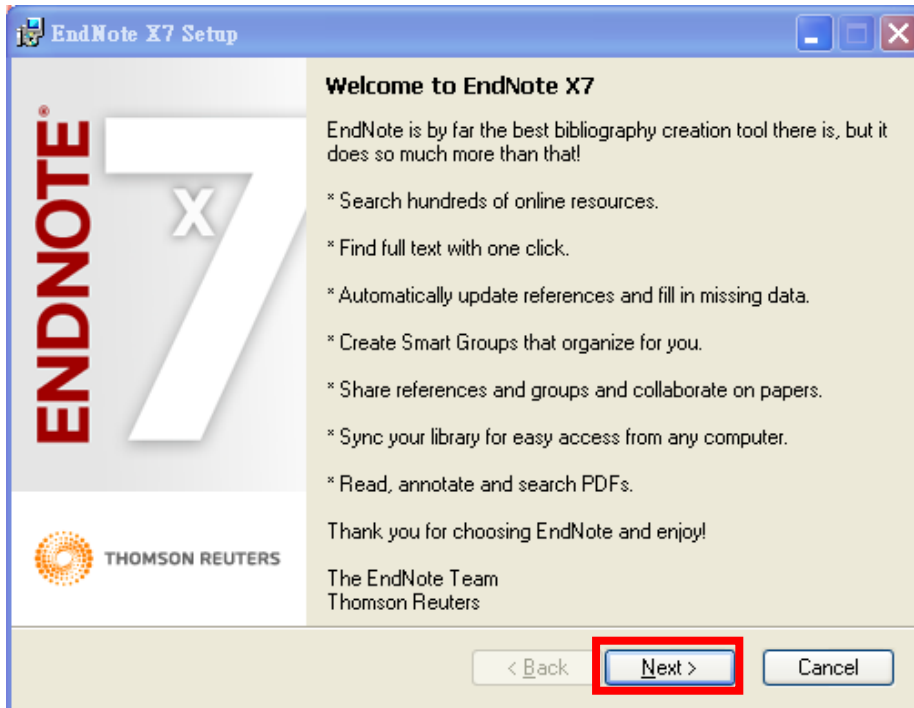 EndNote X7 Setup
ENDNOTE®
X7
THOMSON REUTERS
Welcome to EndNote X7
EndNote is by far the best bibliography creation tool there is, but it
does so much more than that!
* Search hundreds of online resources.
* Find full text with one click.
* Automatically update references and fill in missing data.
* Create Smart Groups that organize for you.
* Share references and groups and collaborate on papers.
* Sync your library for easy access from any computer.
* Read, annotate and search PDFs.
Thank you for choosing EndNote and enjoy!
The EndNote Team
Thomson Reuters
< Back
Next >
Cancel